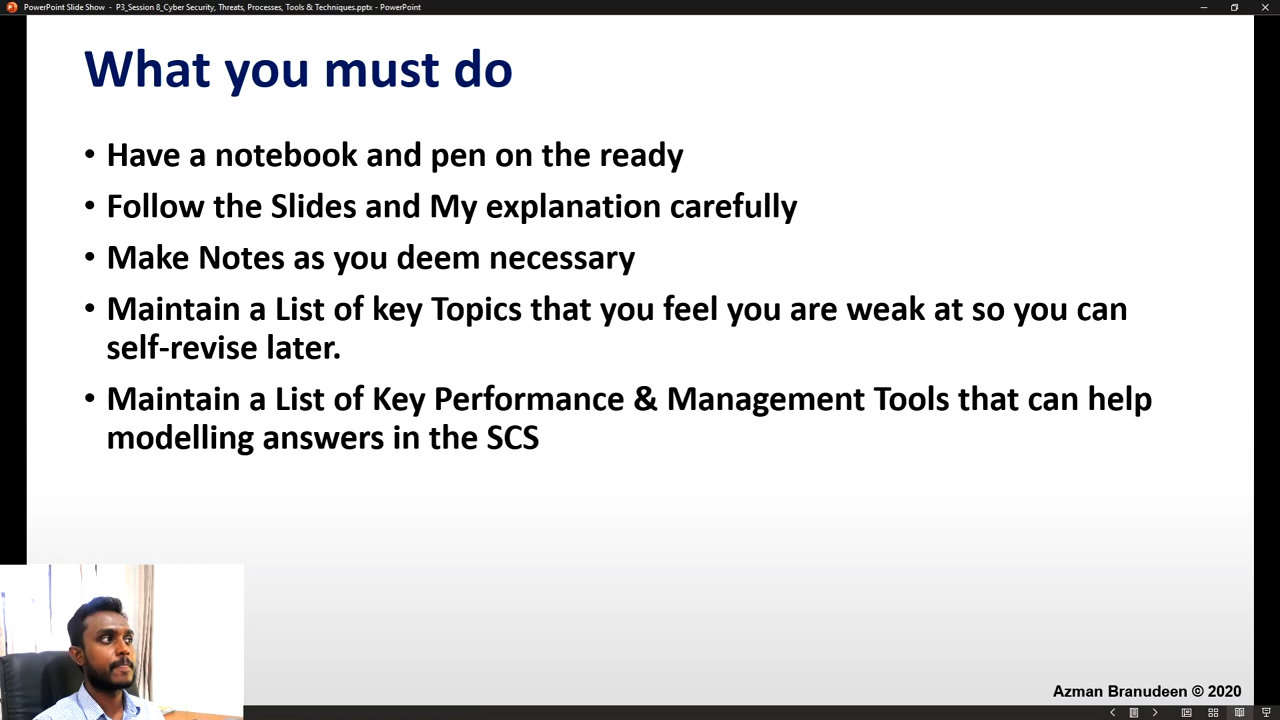 PowerPoint Slide Show - P3_Session 8_Cyber Security, Threats, Processes, Tools & Techniques.pptx - PowerPoint
What you must do
• Have a notebook and pen on the ready
• Follow the Slides and My explanation carefully
• Make Notes as you deem necessary
• Maintain a List of key Topics that you feel you are weak at so you can
self-revise later.
• Maintain a List of Key Performance & Management Tools that can help
modelling answers in the SCS
Azman Branudeen © 2020